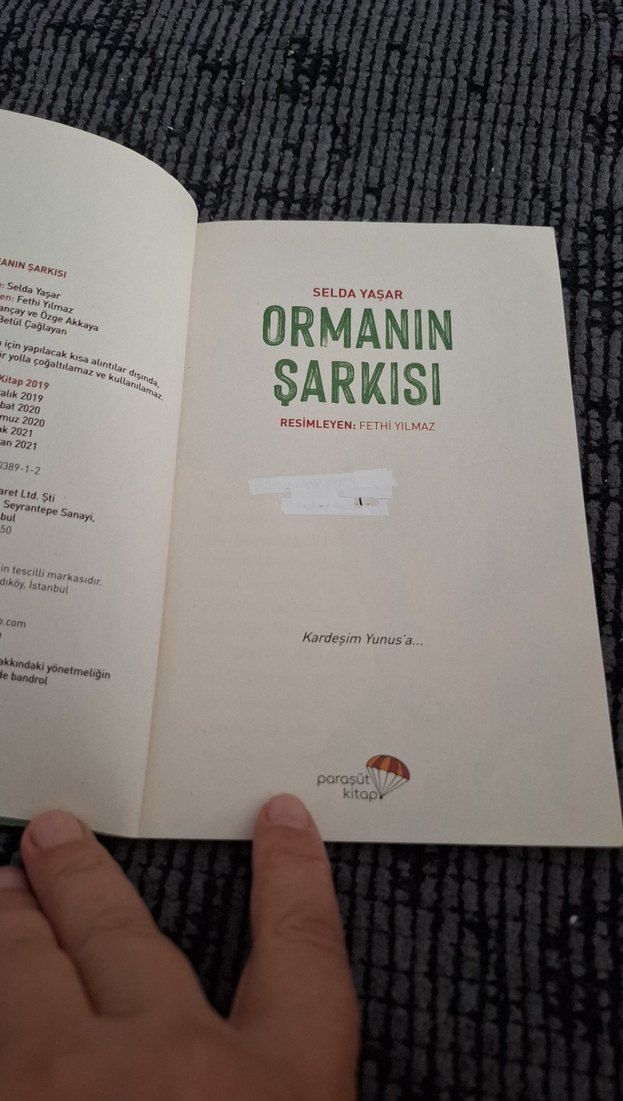 ANIN ŞARKISI
: Selda Yaşar
en: Fethi Yılmaz
ançay ve Özge Akkaya
Betül Çağlayan
için yapılacak kısa alıntılar dışında,
ir yolla çoğaltılamaz ve kullanılamaz.
Kitap 2019
alık 2019
bat 2020
muz 2020
ak 2021
ran 2021
0389-1-2
aret Ltd. Şti
Seyrantepe Sanayi,
bul
50
in tescilli markasıdır.
dıköy, İstanbul
.com
akkındaki yönetmeliğin
de bandrol
SELDA YAŞAR
ORMANIN
ŞARKISI
RESİMLEYEN: FETHİ YILMAZ
Kardeşim Yunus'a...
paraşüt
kitap